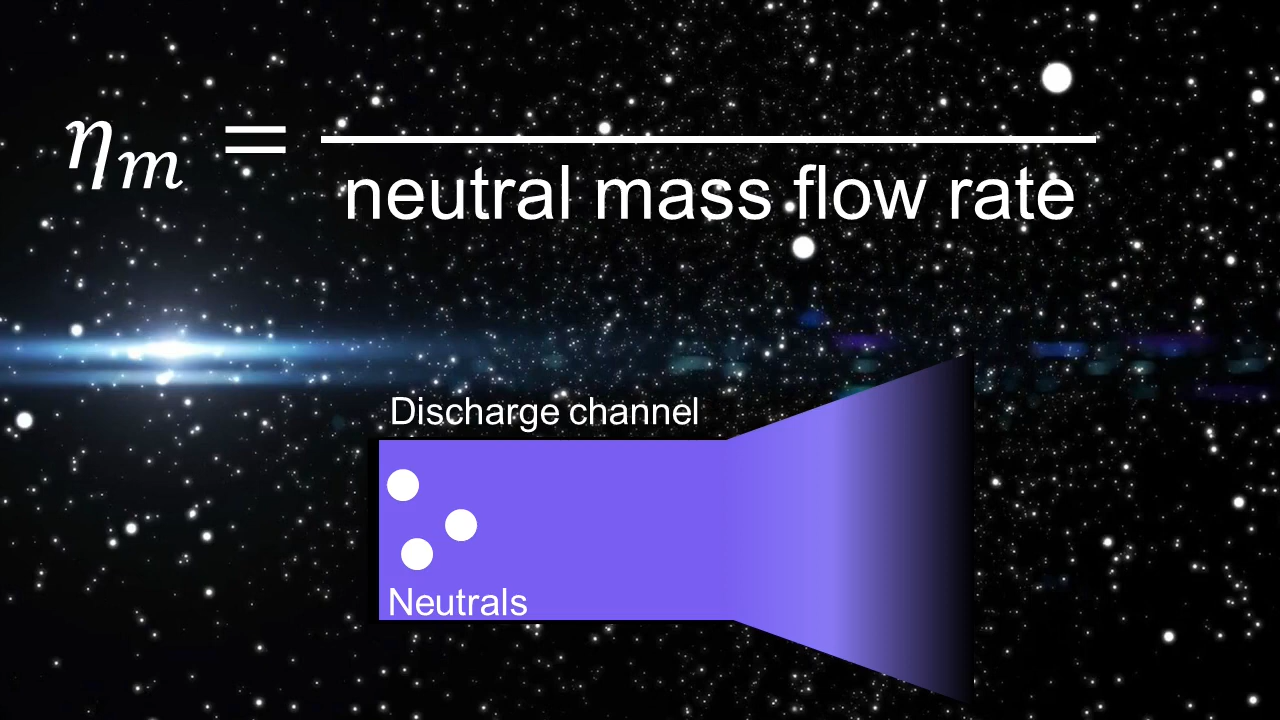 ηₘ =
neutral mass flow rate
Discharge channel
Neutrals